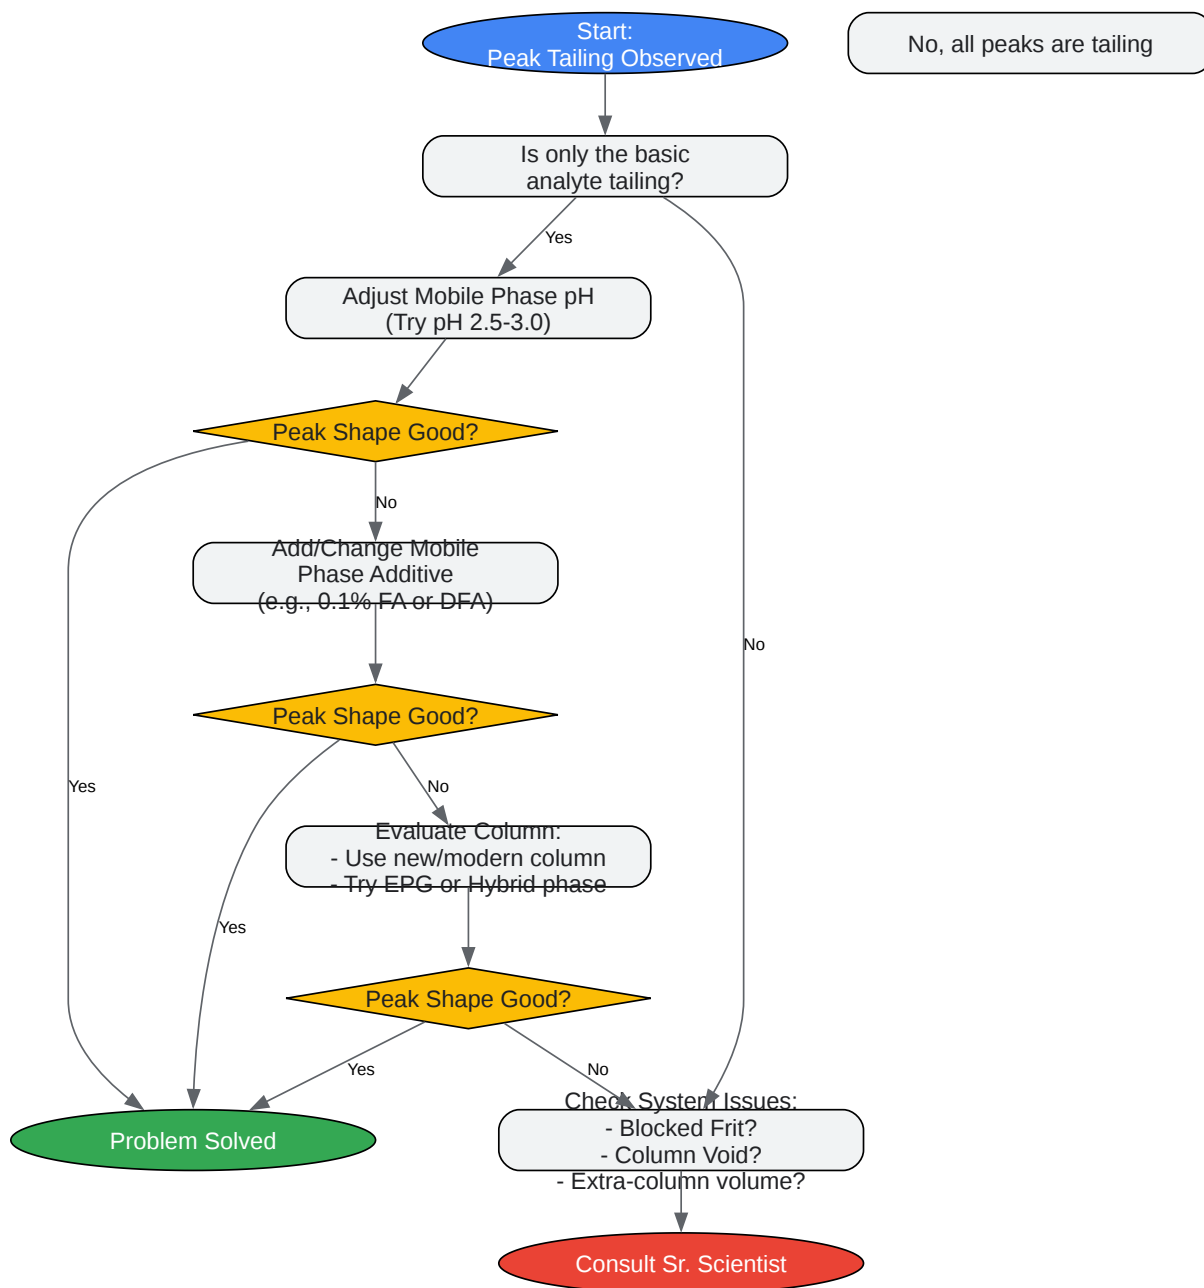 Start:
Peak Tailing Observed
No, all peaks are tailing
Is only the basic
analyte tailing?
Yes
Adjust Mobile Phase pH
(Try pH 2.5-3.0)
Peak Shape Good?
No
Add/Change Mobile
Phase Additive
(e.g., 0.1% FA or DFA)
No
Peak Shape Good?
Yes
No
Evaluate Column:
- Use new/modern column
- Try EPG or Hybrid phase
Yes
Peak Shape Good?
Yes
No
Check System Issues:
- Blocked Frit?
- Column Void?
- Extra-column volume?
Problem Solved
Consult Sr. Scientist